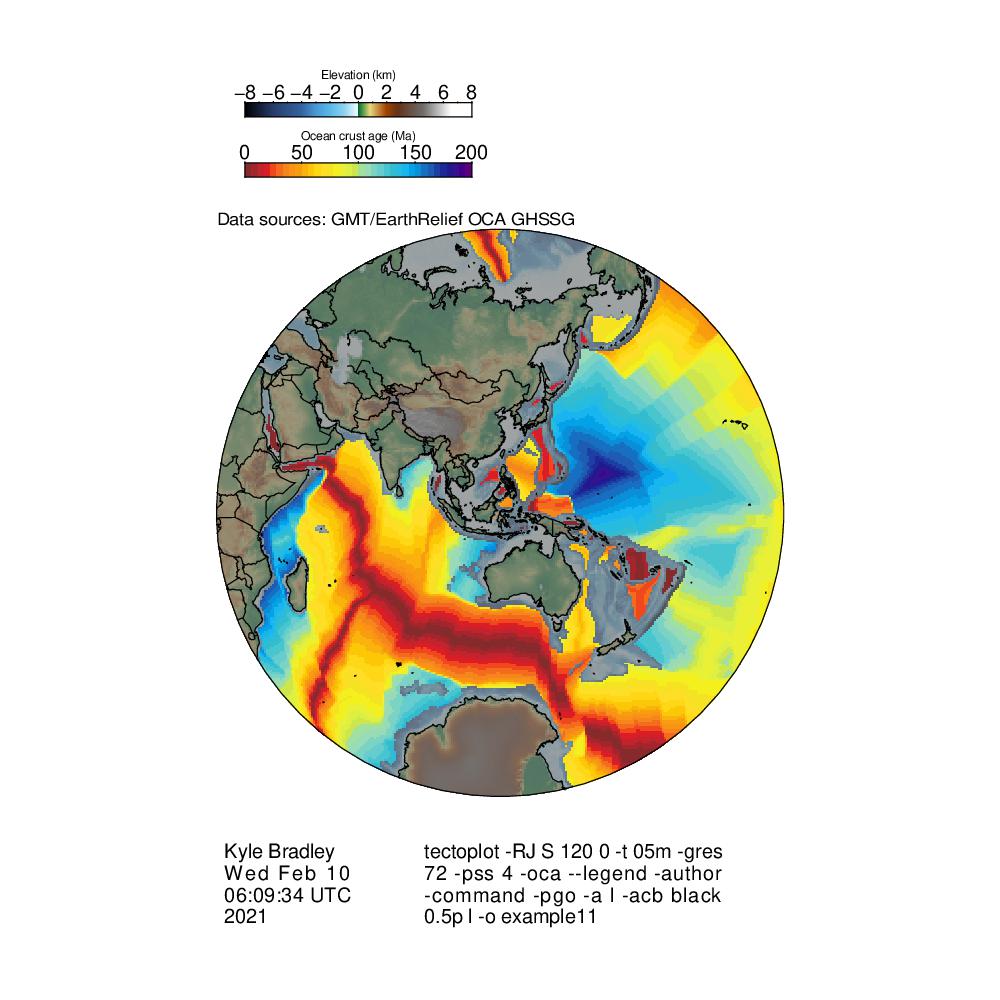 Elevation (km)
−8 −6 −4 −2 0 2 4 6 8
Ocean crust age (Ma)
0 50 100 150 200
Data sources: GMT/EarthRelief OCA GHSSG
Kyle Bradley
Wed Feb 10
06:09:34 UTC
2021
tectoplot -RJ S 120 0 -t 05m -gres
72 -pss 4 -oca --legend -author
-command -pgo -a l -acb black
0.5p l -o example11